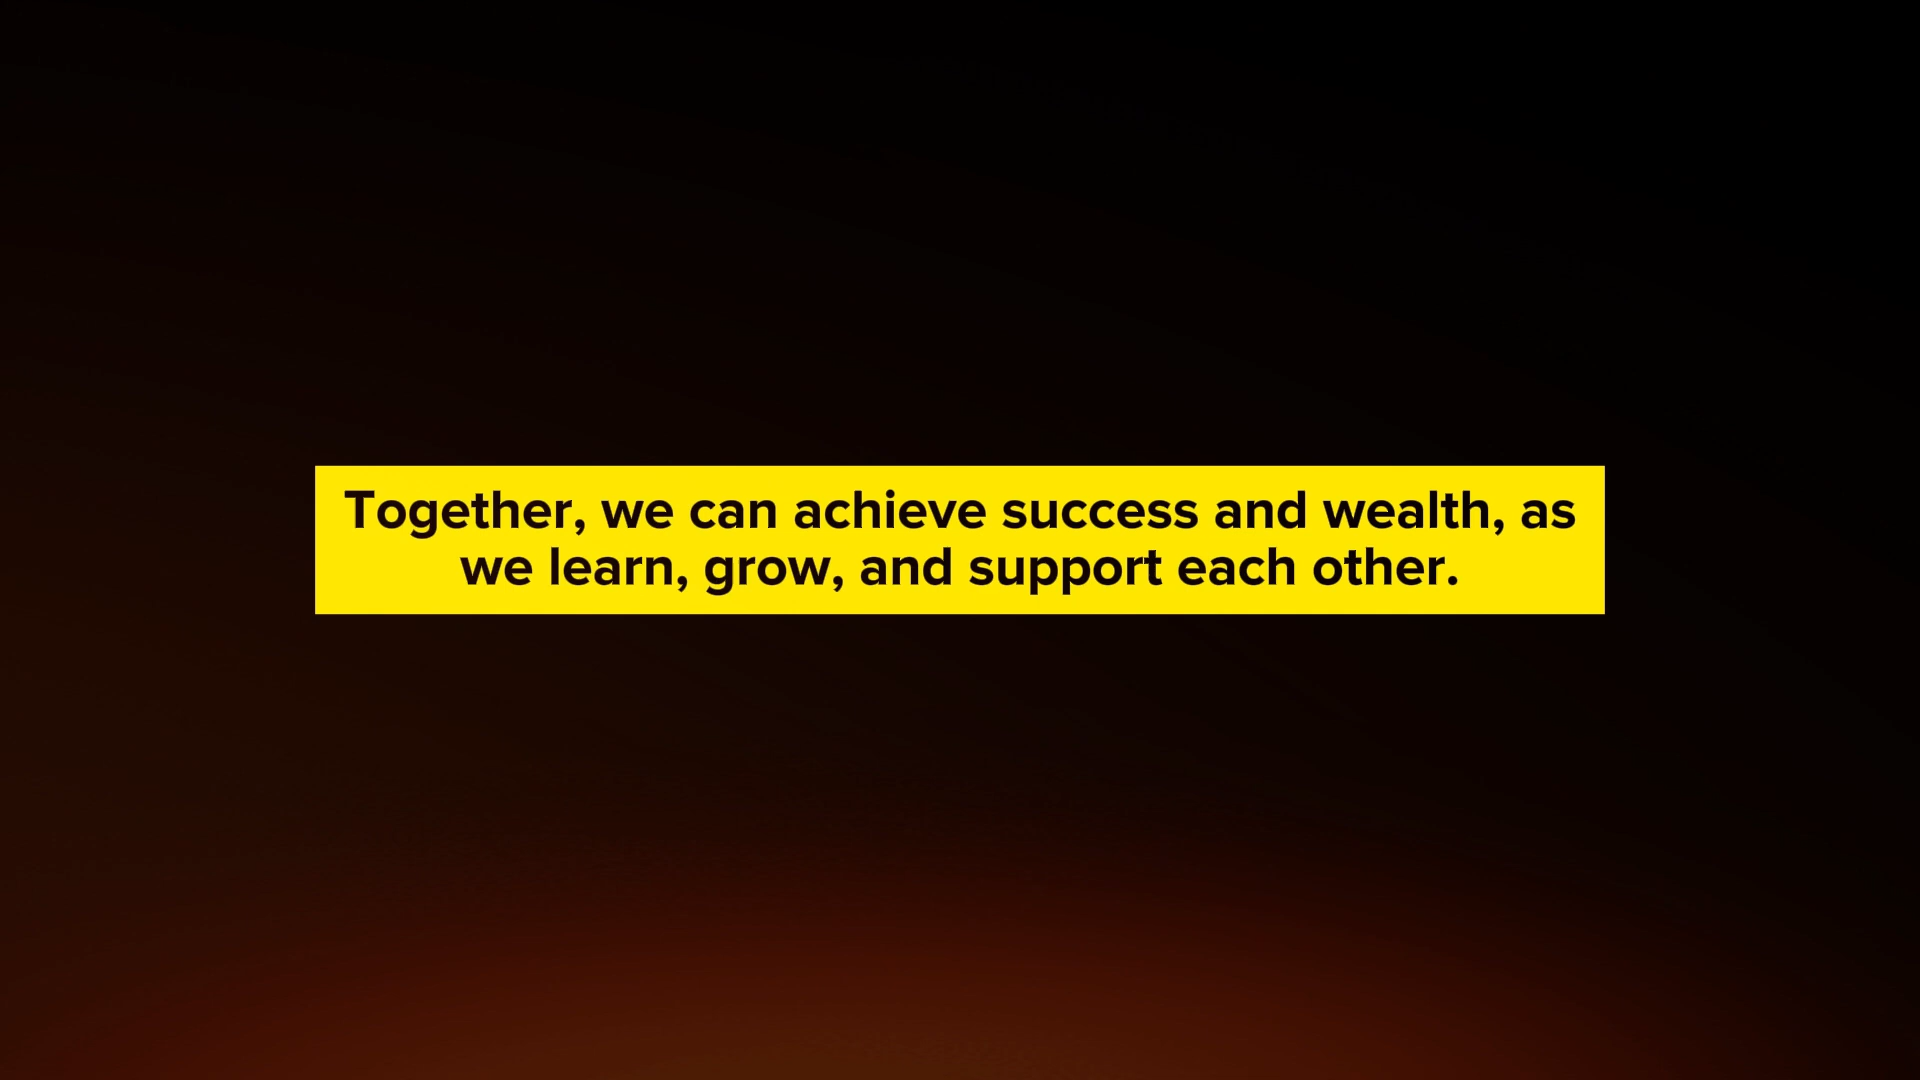 Together, we can achieve success and wealth, as
we learn, grow, and support each other.